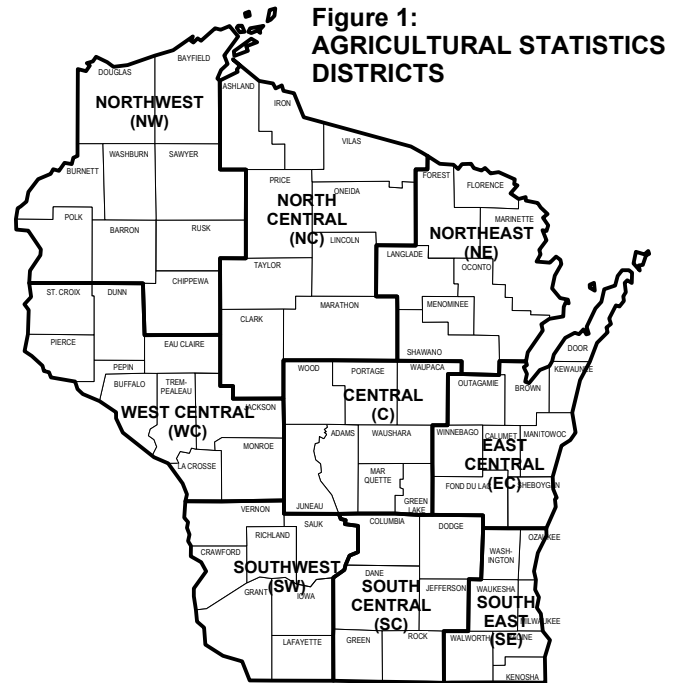 Figure 1:
AGRICULTURAL STATISTICS
DISTRICTS
BAYFIELD
DOUGLAS
ASHLAND
IRON
NORTHWEST
(NW)
VILAS
WASHBURN
SAWYER
BURNETT
PRICE
ONEIDA
FOREST
FLORENCE
NORTH
CENTRAL
(NC)
POLK
BARRON
RUSK
LINCOLN
MARINETTE
NORTHEAST
(NE)
LANGLADE
OCONTO
TAYLOR
CHIPPEWA
ST. CROIX
DUNN
MARATHON
MENOMINEE
CLARK
PIERCE
EAU CLAIRE
SHAWANO
DOOR
PEPIN
WOOD
PORTAGE
WAUPACA
KEWAUNEE
BUFFALO
TREM-
PEALEAU
OUTAGAMIE
BROWN
CENTRAL
(C)
JACKSON
WEST CENTRAL
(WC)
ADAMS
WAUSHARA
WINNEBAGO
CALUMET
MANITOWOC
EAST
CENTRAL
(EC)
MONROE
LA CROSSE
MAR
QUETTE
FOND DU LAC
SHEBOYGAN
JUNEAU
GREEN
LAKE
VERNON
SAUK
COLUMBIA
DODGE
RICHLAND
OZAUKEE
WASH-
INGTON
CRAWFORD
SOUTHWEST
(SW)
DANE
GRANT
IOWA
JEFFERSON
WAUKESHA
SOUTH
CENTRAL
(SC)
SOUTH
EAST
(SE)
MILWAUKEE
LAFAYETTE
GREEN
ROCK
WALWORTH
RACINE
KENOSHA